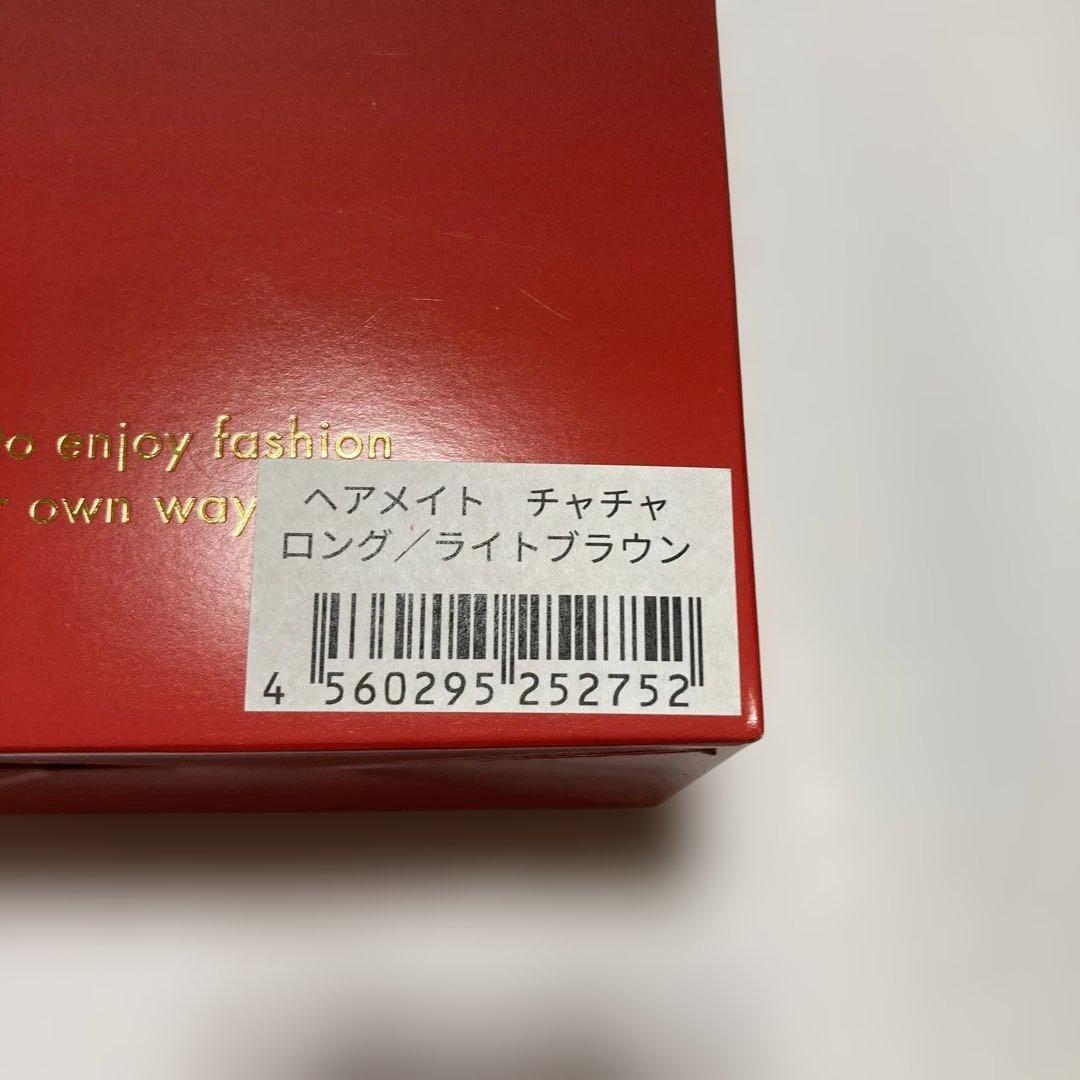 to enjoy fashion
own way
ヘアメイト　チャチャ
ロング／ライトブラウン
4 560295 252752